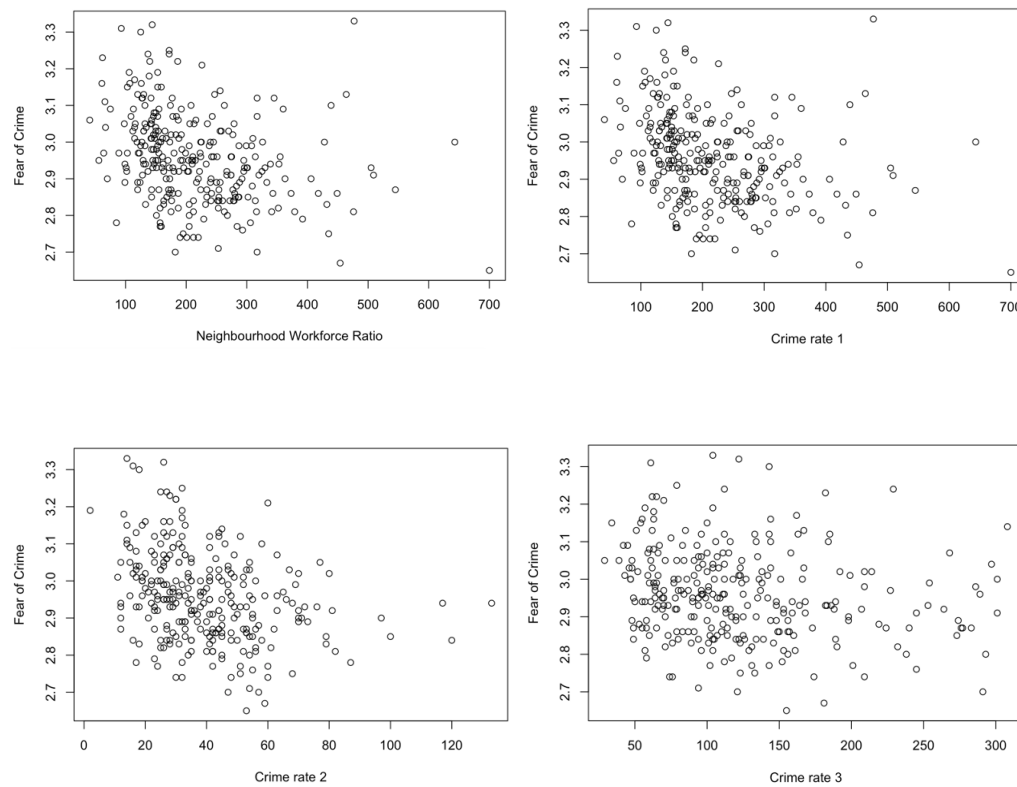 Fear of Crime
2.7 2.8 2.9 3.0 3.1 3.2 3.3
100 200 300 400 500 600 700
Neighbourhood Workforce Ratio
Fear of Crime
2.7 2.8 2.9 3.0 3.1 3.2 3.3
100 200 300 400 500 600 700
Crime rate 1
Fear of Crime
2.7 2.8 2.9 3.0 3.1 3.2 3.3
0 20 40 60 80 100 120
Crime rate 2
Fear of Crime
2.7 2.8 2.9 3.0 3.1 3.2 3.3
50 100 150 200 250 300
Crime rate 3